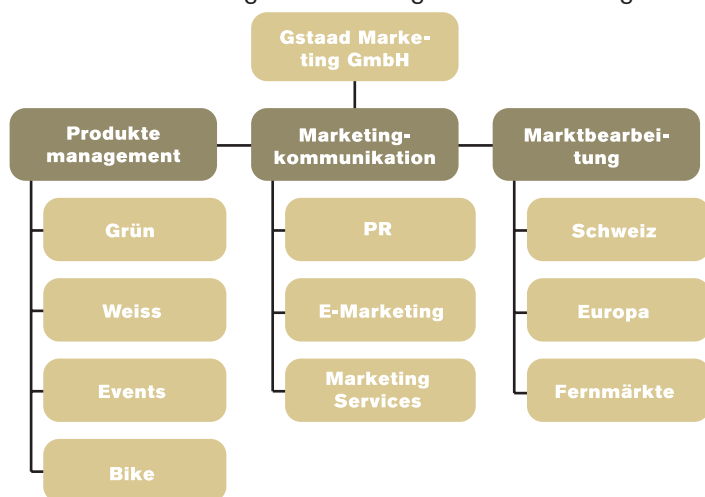 Gstaad Marke-
ting GmbH
Produkte
management
Marketing-
kommunikation
Marktbearbei-
tung
Grün
PR
Schweiz
Weiss
E-Marketing
Europa
Events
Marketing
Services
Fernmärkte
Bike